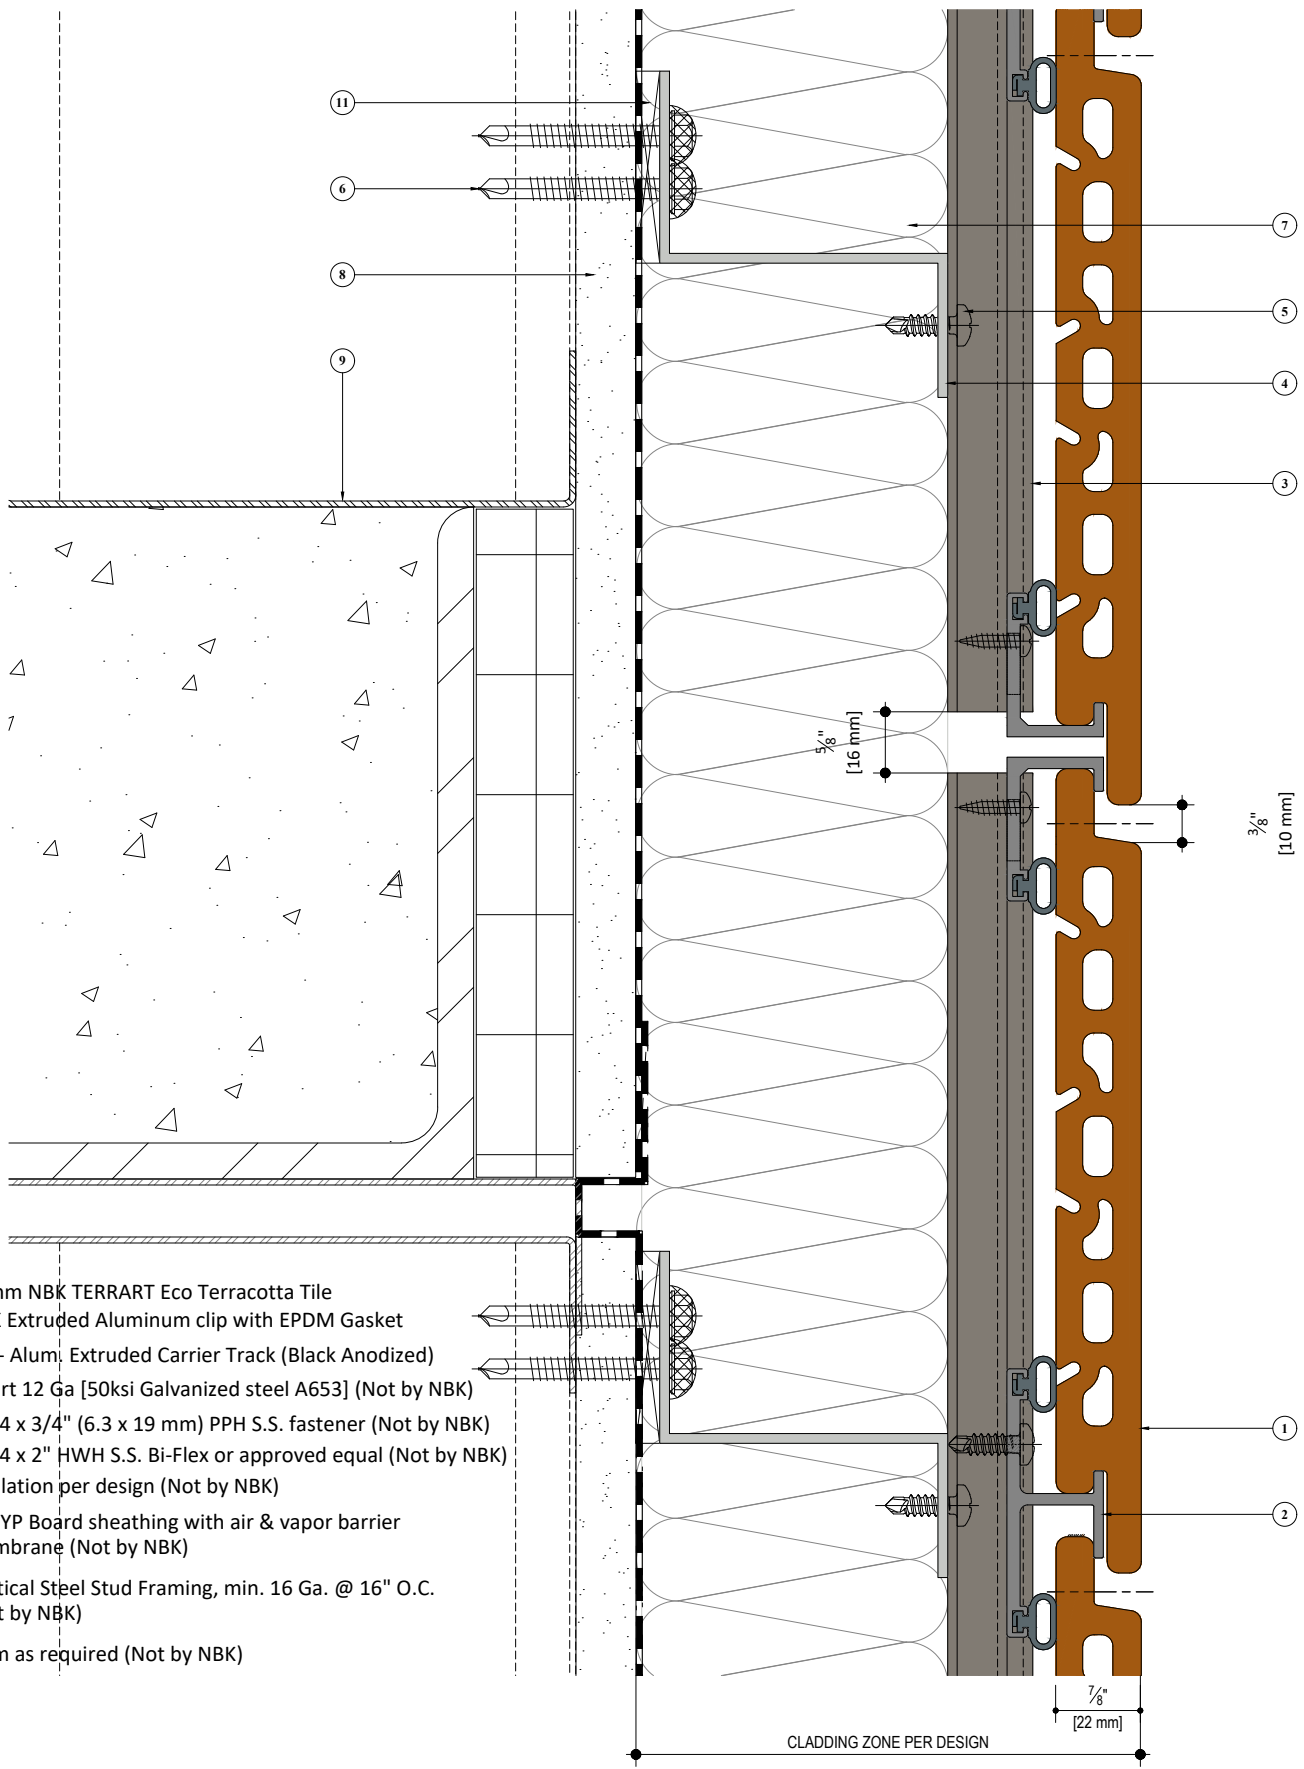 11
6
8
9
7
5
4
3
1
2
5⁄8"
[16 mm]
3⁄8"
[10 mm]
mm NBK TERRART Eco Terracotta Tile
Extruded Aluminum clip with EPDM Gasket
- Alum. Extruded Carrier Track (Black Anodized)
rt 12 Ga [50ksi Galvanized steel A653] (Not by NBK)
4 x 3/4" (6.3 x 19 mm) PPH S.S. fastener (Not by NBK)
4 x 2" HWH S.S. Bi-Flex or approved equal (Not by NBK)
lation per design (Not by NBK)
YP Board sheathing with air & vapor barrier
mbrane (Not by NBK)
tical Steel Stud Framing, min. 16 Ga. @ 16" O.C.
t by NBK)
m as required (Not by NBK)
7⁄8"
[22 mm]
CLADDING ZONE PER DESIGN